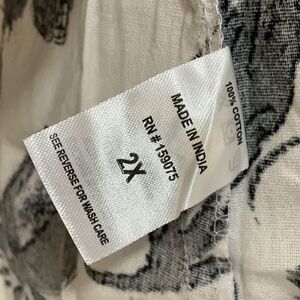 100% COTTON
MADE IN INDIA
RN # 159075
2X
SEE REVERSE FOR WASH CARE